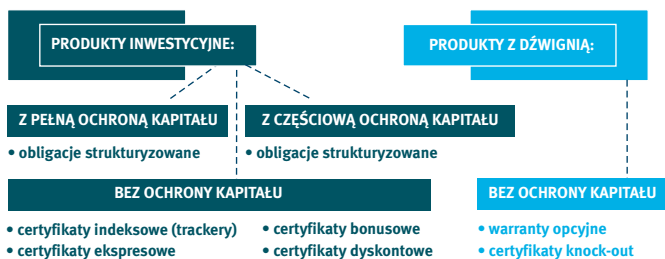 PRODUKTY INWESTYCYJNE:
PRODUKTY Z DŹWIGNIĄ:
Z PEŁNĄ OCHRONĄ KAPITAŁU
• obligacje strukturyzowane
Z CZĘŚCIOWĄ OCHRONĄ KAPITAŁU
• obligacje strukturyzowane
BEZ OCHRONY KAPITAŁU
• certyfikaty indeksowe (trackery)
• certyfikaty ekspresowe
• certyfikaty bonusowe
• certyfikaty dyskontowe
BEZ OCHRONY KAPITAŁU
• warranty opcyjne
• certyfikaty knock-out